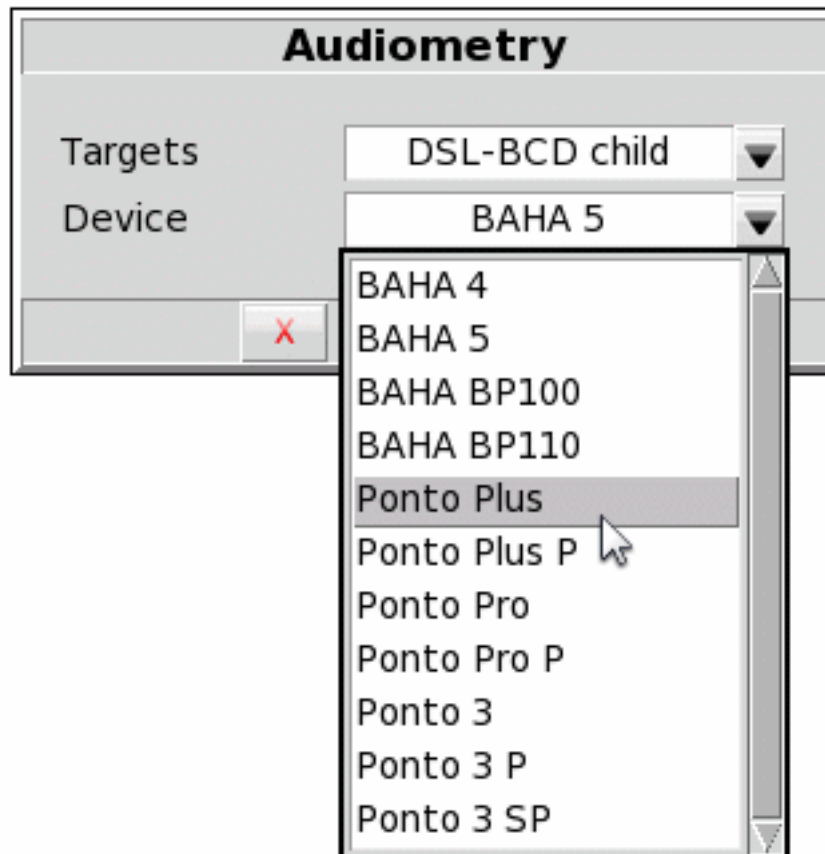 Audiometry
Targets DSL-BCD child
Device BAHA 5
BAHA 4
X
BAHA 5
BAHA BP100
BAHA BP110
Ponto Plus
Ponto Plus P
Ponto Pro
Ponto Pro P
Ponto 3
Ponto 3 P
Ponto 3 SP